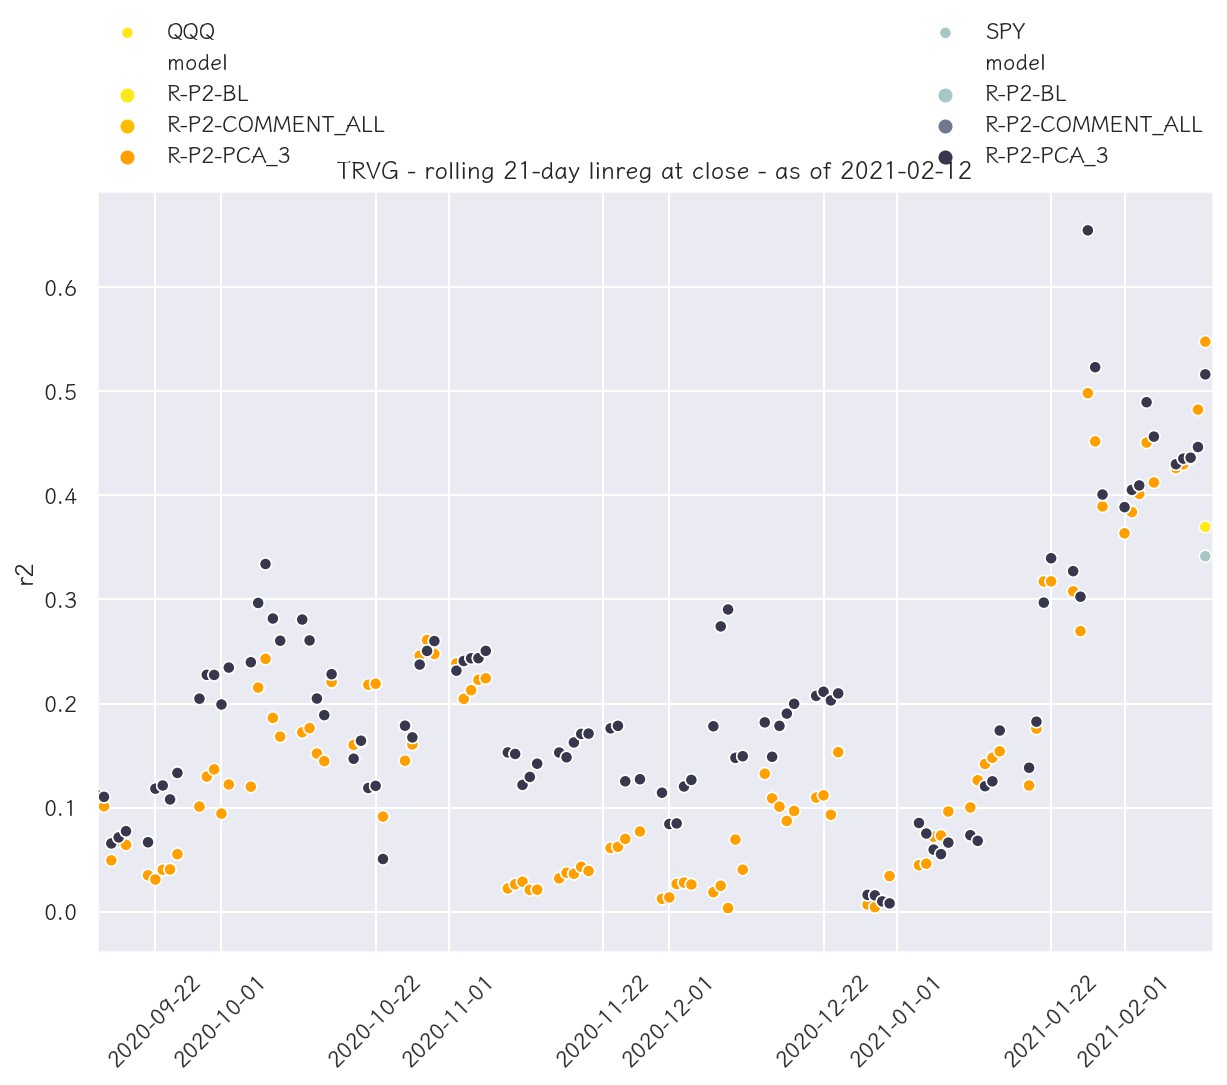 QQQ
model
R-P2-BL
R-P2-COMMENT_ALL
R-P2-PCA_3
SPY
model
R-P2-BL
R-P2-COMMENT_ALL
R-P2-PCA_3
TRVG - rolling 21-day linreg at close - as of 2021-02-12
r2
0.6
0.5
0.4
0.3
0.2
0.1
0.0
2020-09-22
2020-10-01
2020-10-22
2020-11-01
2020-11-22
2020-12-01
2020-12-22
2021-01-01
2021-01-22
2021-02-01